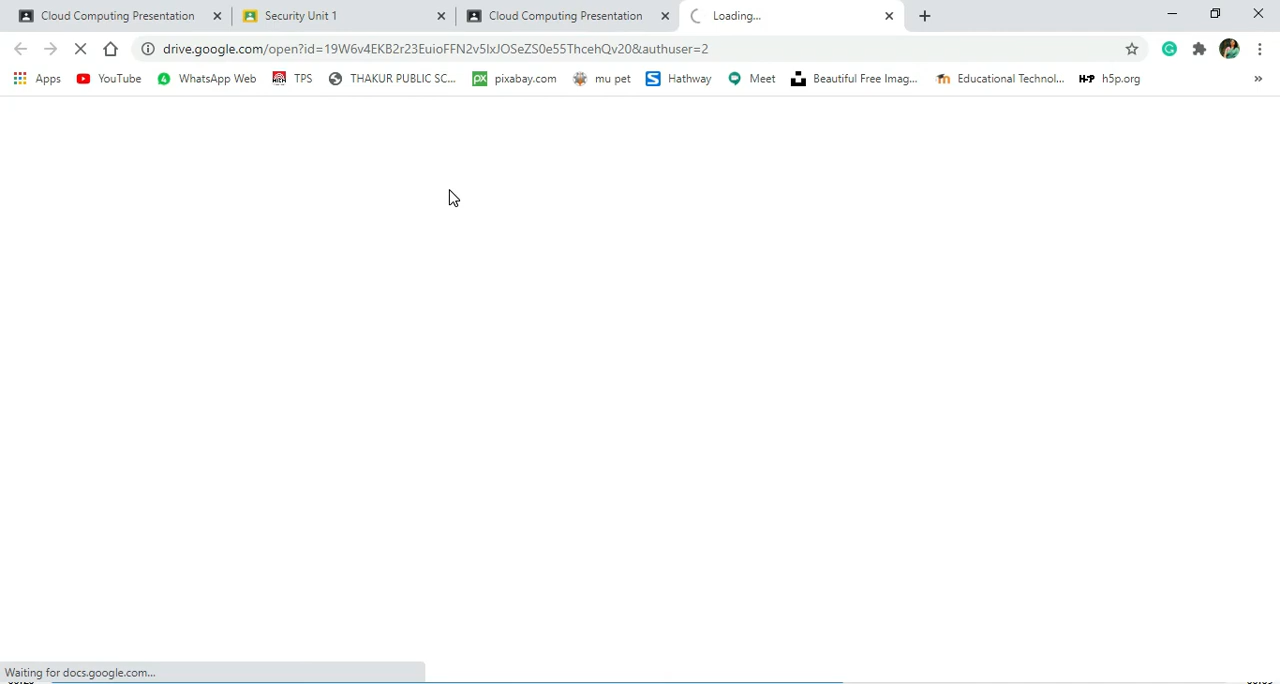 Cloud Computing Presentation Security Unit 1 Cloud Computing Presentation Loading...
drive.google.com/open?id=19W6v4EKB2r23EuioFFN2v5lxJOSeZS0e55ThcehQv20&authuser=2
Apps YouTube WhatsApp Web TPS THAKUR PUBLIC SC... px pixabay.com mu pet Hathway Meet Beautiful Free Imag... Educational Technol... H-P h5p.org »
Waiting for docs.google.com...